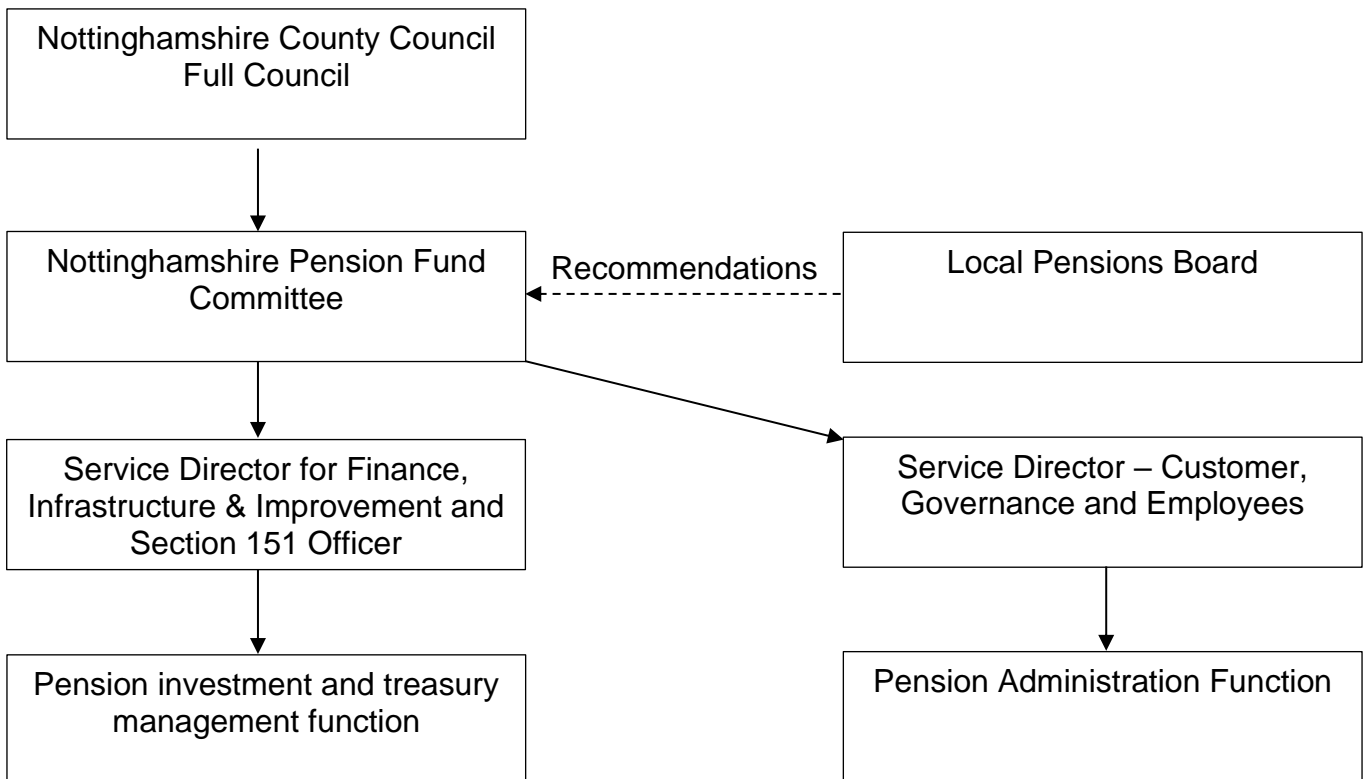 Nottinghamshire County Council
Full Council
Nottinghamshire Pension Fund
Committee
Recommendations
Local Pensions Board
Service Director for Finance,
Infrastructure & Improvement and
Section 151 Officer
Service Director – Customer,
Governance and Employees
Pension investment and treasury
management function
Pension Administration Function